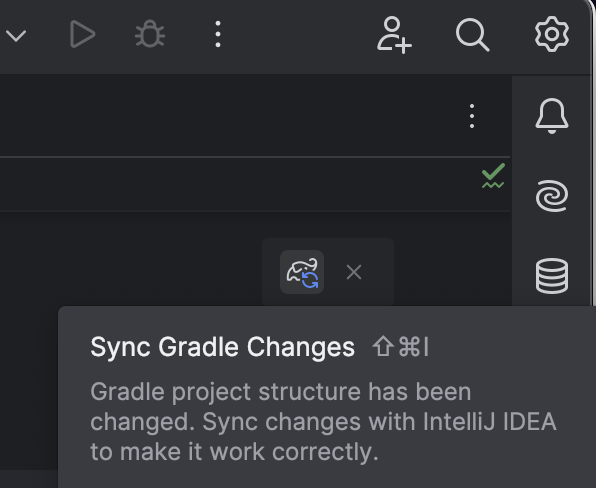 Sync Gradle Changes ⇧⌘I
Gradle project structure has been
changed. Sync changes with IntelliJ IDEA
to make it work correctly.